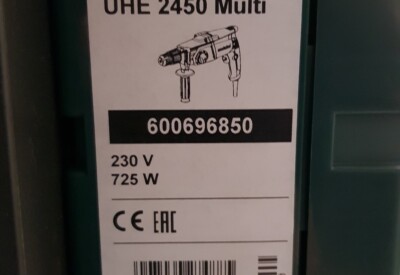 UHE 2450 Multi
600696850
230 V
725 W
CE EAC